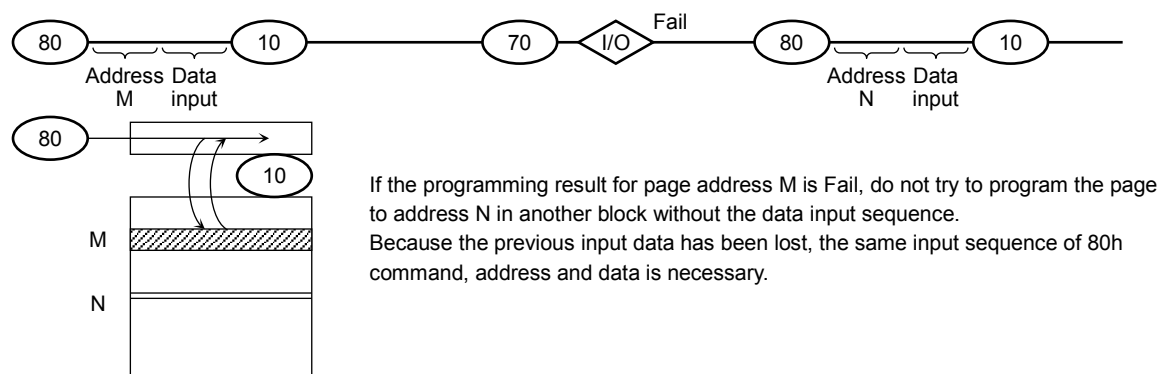 80
10
70
I/O
Fail
80
10
Address
M
Data
input
Address
N
Data
input
80
10
M
N
If the programming result for page address M is Fail, do not try to program the page
to address N in another block without the data input sequence.
Because the previous input data has been lost, the same input sequence of 80h
command, address and data is necessary.